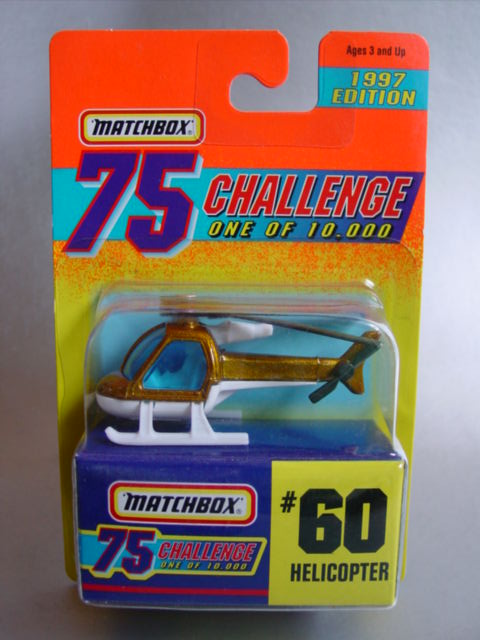 Ages 3 and Up
1997
EDITION
"MATCHBOX"
75 CHALLENGE
ONE OF 10,000
"MATCHBOX"
75 CHALLENGE
ONE OF 10,000
#60
HELICOPTER